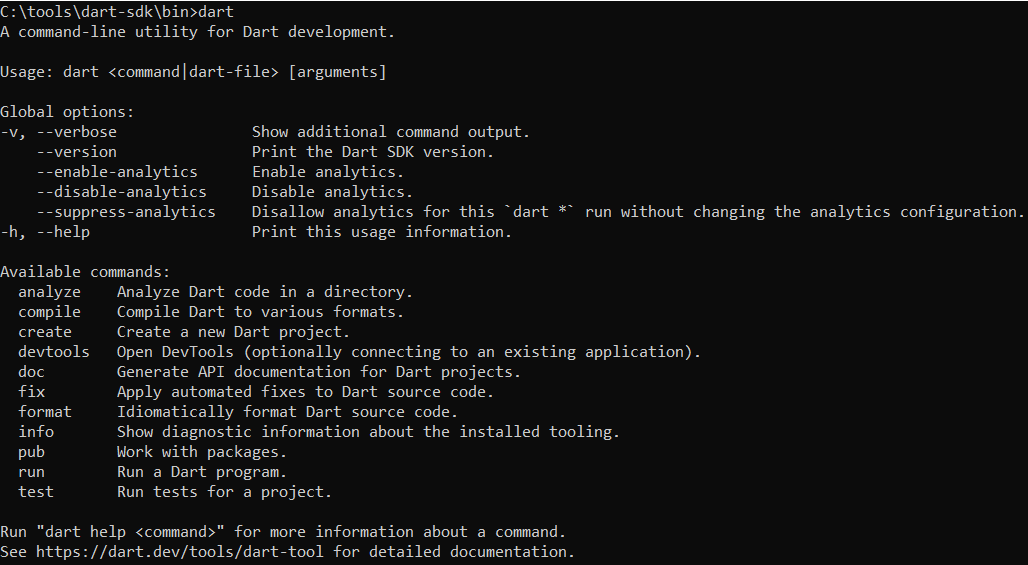 C:\tools\dart-sdk\bin>dart
A command-line utility for Dart development.

Usage: dart <command|dart-file> [arguments]

Global options:
-v, --verbose               Show additional command output.
    --version               Print the Dart SDK version.
    --enable-analytics      Enable analytics.
    --disable-analytics     Disable analytics.
    --suppress-analytics    Disallow analytics for this `dart *` run without changing the analytics configuration.
-h, --help                  Print this usage information.

Available commands:
  analyze    Analyze Dart code in a directory.
  compile    Compile Dart to various formats.
  create     Create a new Dart project.
  devtools   Open DevTools (optionally connecting to an existing application).
  doc        Generate API documentation for Dart projects.
  fix        Apply automated fixes to Dart source code.
  format     Idiomatically format Dart source code.
  info       Show diagnostic information about the installed tooling.
  pub        Work with packages.
  run        Run a Dart program.
  test       Run tests for a project.

Run "dart help <command>" for more information about a command.
See https://dart.dev/tools/dart-tool for detailed documentation.